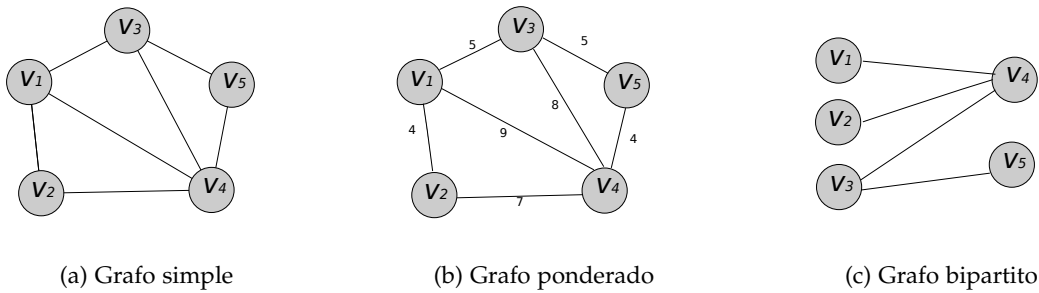 V3
V1
V5
V2
V4
(a) Grafo simple
V3
5
5
V1
V5
8
4
9
4
V2
V4
7
(b) Grafo ponderado
V1
V4
V2
V5
V3
(c) Grafo bipartito